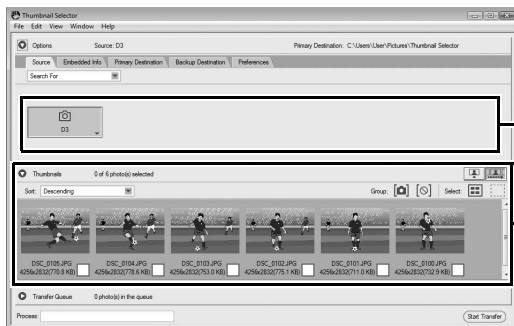 Thumbnail Selector
File Edit View Window Help
Options Source: D3 Primary Destination: C:\Users\User\Pictures\Thumbnail Selector
Source Embedded Info Primary Destination Backup Destination Preferences
Search For
D3
Thumbnails 0 of 6 photo(s) selected
Sort: Descending Group: Select:
DSC_0105.JPG DSC_0104.JPG DSC_0103.JPG DSC_0102.JPG DSC_0101.JPG DSC_0100.JPG
4256x2832(770.8 KB) 4256x2832(778.6 KB) 4256x2832(753.0 KB) 4256x2832(775.1 KB) 4256x2832(711.0 KB) 4256x2832(732.9 KB)
Transfer Queue 0 photo(s) in the queue
Process: Start Transfer